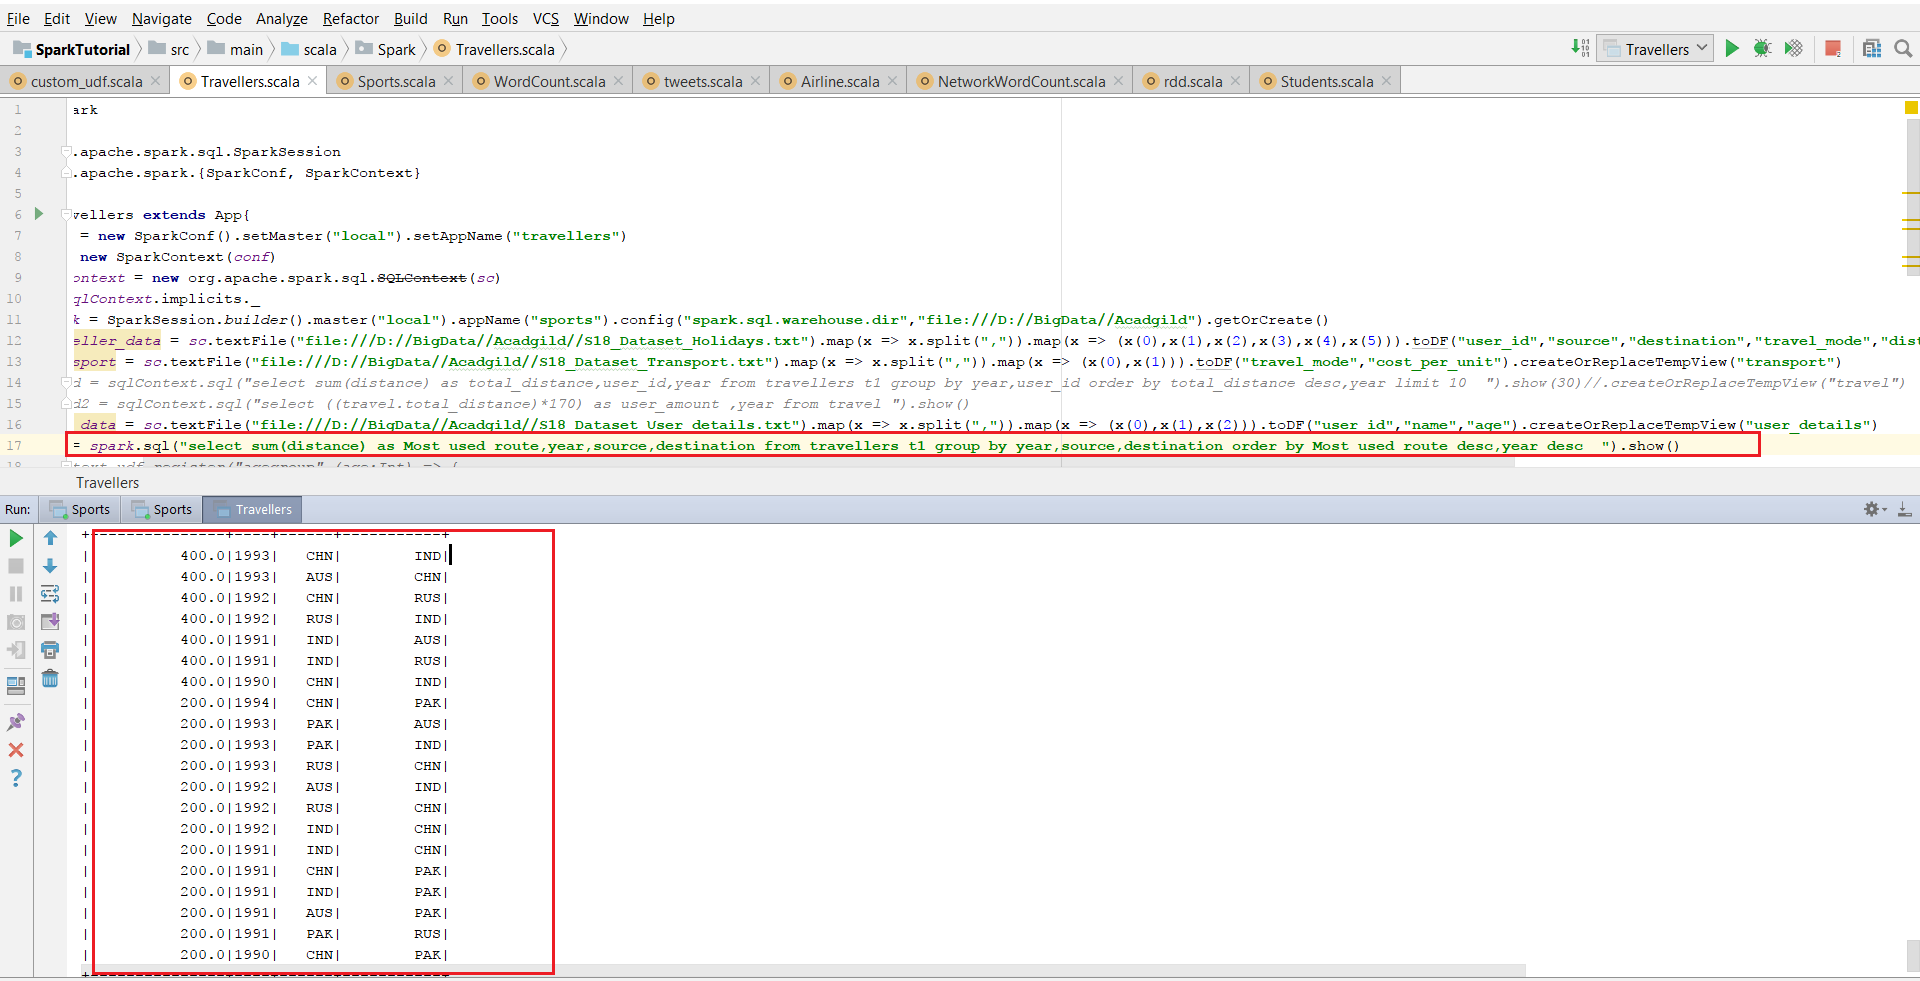 File Edit View Navigate Code Analyze Refactor Build Run Tools VCS Window Help
SparkTutorial src main scala Spark Travellers.scala Travellers
custom_udf.scala Travellers.scala Sports.scala WordCount.scala tweets.scala Airline.scala NetworkWordCount.scala rdd.scala Students.scala
1 ark
2
3 .apache.spark.sql.SparkSession
4 .apache.spark.{SparkConf, SparkContext}
5
6 vellers extends App{
7 = new SparkConf().setMaster("local").setAppName("travellers")
8 new SparkContext(conf)
9 ontext = new org.apache.spark.sql.SQLContext(sc)
10 qlContext.implicits._
11 k = SparkSession.builder().master("local").appName("sports").config("spark.sql.warehouse.dir","file:///D://BigData//Acadgild").getOrCreate()
12 eller_data = sc.textFile("file:///D://BigData//Acadgild//S18_Dataset_Holidays.txt").map(x => x.split(",")).map(x => (x(0),x(1),x(2),x(3),x(4),x(5))).toDF("user_id","source","destination","travel_mode","dist
13 sport = sc.textFile("file:///D://BigData//Acadgild//S18_Dataset_Transport.txt").map(x => x.split(",")).map(x => (x(0),x(1))).toDF("travel_mode","cost_per_unit").createOrReplaceTempView("transport")
14 d = sqlContext.sql("select sum(distance) as total_distance,user_id,year from travellers t1 group by year,user_id order by total_distance desc,year limit 10 ").show(30)//.createOrReplaceTempView("travel")
15 d2 = sqlContext.sql("select ((travel.total_distance)*170) as user_amount ,year from travel ").show()
16 data = sc.textFile("file:///D://BigData//Acadgild//S18_Dataset_User_details.txt").map(x => x.split(",")).map(x => (x(0),x(1),x(2))).toDF("user_id","name","age").createOrReplaceTempView("user_details")
17 = spark.sql("select sum(distance) as Most_used_route,year,source,destination from travellers t1 group by year,source,destination order by Most_used_route desc,year desc ").show()
18 text.udf.register("agegroup",(age:Int) => {
Travellers
Run: Sports Sports Travellers
+---------------+----+------+-----------+
| 400.0|1993| CHN| IND|
| 400.0|1993| AUS| CHN|
| 400.0|1992| CHN| RUS|
| 400.0|1992| RUS| IND|
| 400.0|1991| IND| AUS|
| 400.0|1991| IND| RUS|
| 400.0|1990| CHN| IND|
| 200.0|1994| CHN| PAK|
| 200.0|1993| PAK| AUS|
| 200.0|1993| PAK| IND|
| 200.0|1993| RUS| CHN|
| 200.0|1992| AUS| IND|
| 200.0|1992| RUS| CHN|
| 200.0|1992| IND| CHN|
| 200.0|1991| IND| CHN|
| 200.0|1991| CHN| PAK|
| 200.0|1991| IND| PAK|
| 200.0|1991| AUS| PAK|
| 200.0|1991| PAK| RUS|
| 200.0|1990| CHN| PAK|
+---------------+----+------+-----------+